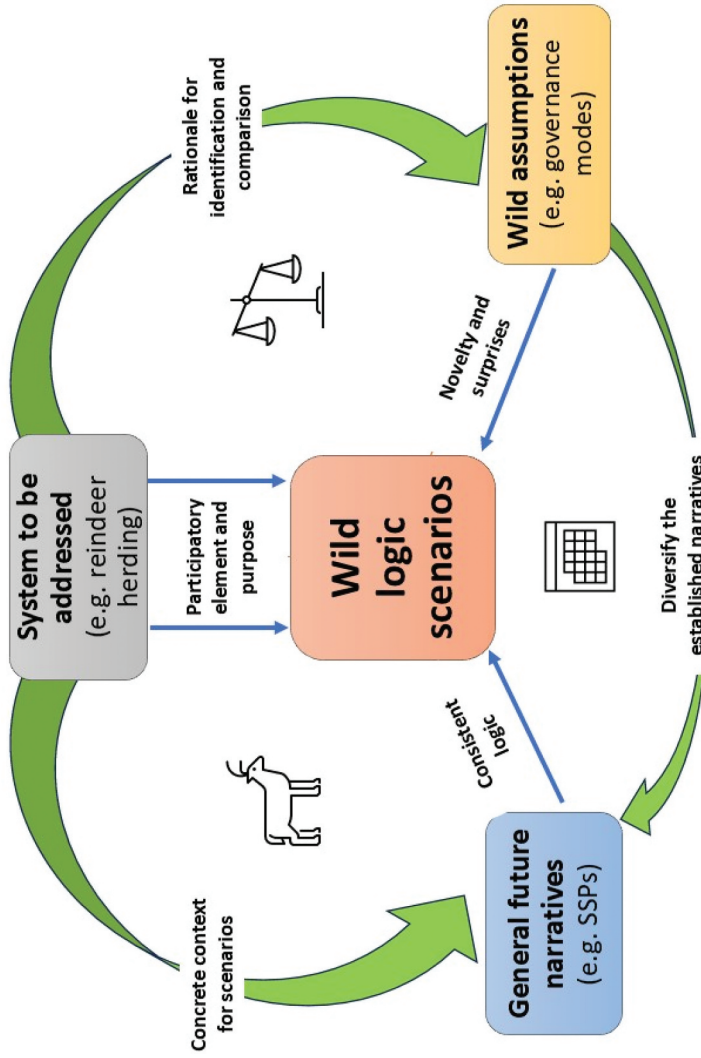 System to be
addressed
(e.g. reindeer
herding)
Concrete context
for scenarios
Participatory
element and
purpose
Rationale for
identification and
comparison
Wild
logic
scenarios
Consistent
logic
Novelty and
surprises
General future
narratives
(e.g. SSPs)
Wild assumptions
(e.g. governance
modes)
Diversify the
established narratives